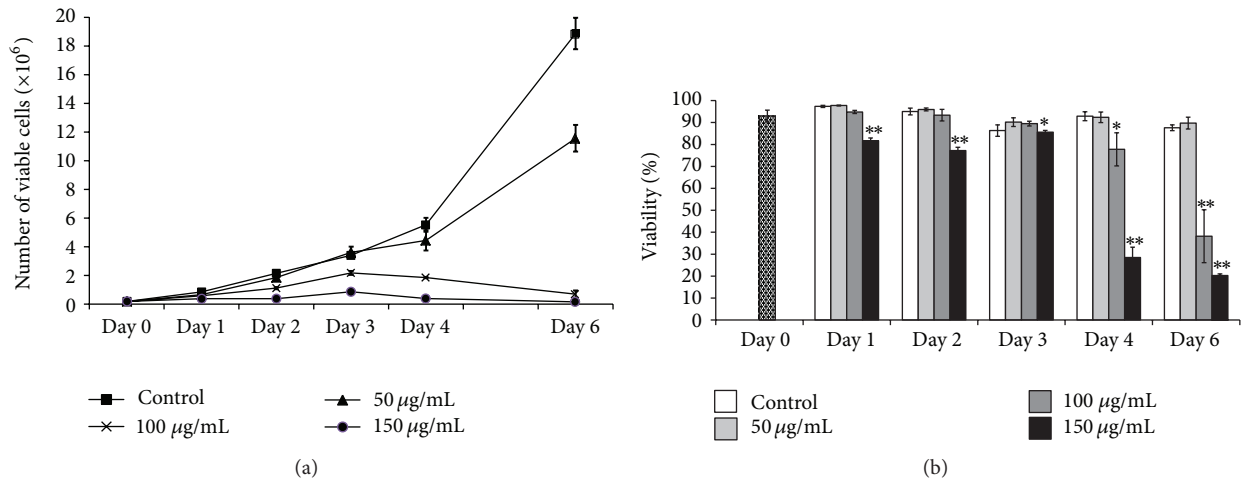 20
18
16
14
12
10
8
6
4
2
0
Number of viable cells (×10⁶)
Day 0 Day 1 Day 2 Day 3 Day 4 Day 6
Control
50 μg/mL
100 μg/mL
150 μg/mL
(a)
100
90
80
70
60
50
40
30
20
10
0
Viability (%)
**
**
*
*
**
**
**
Day 0 Day 1 Day 2 Day 3 Day 4 Day 6
Control
100 μg/mL
50 μg/mL
150 μg/mL
(b)